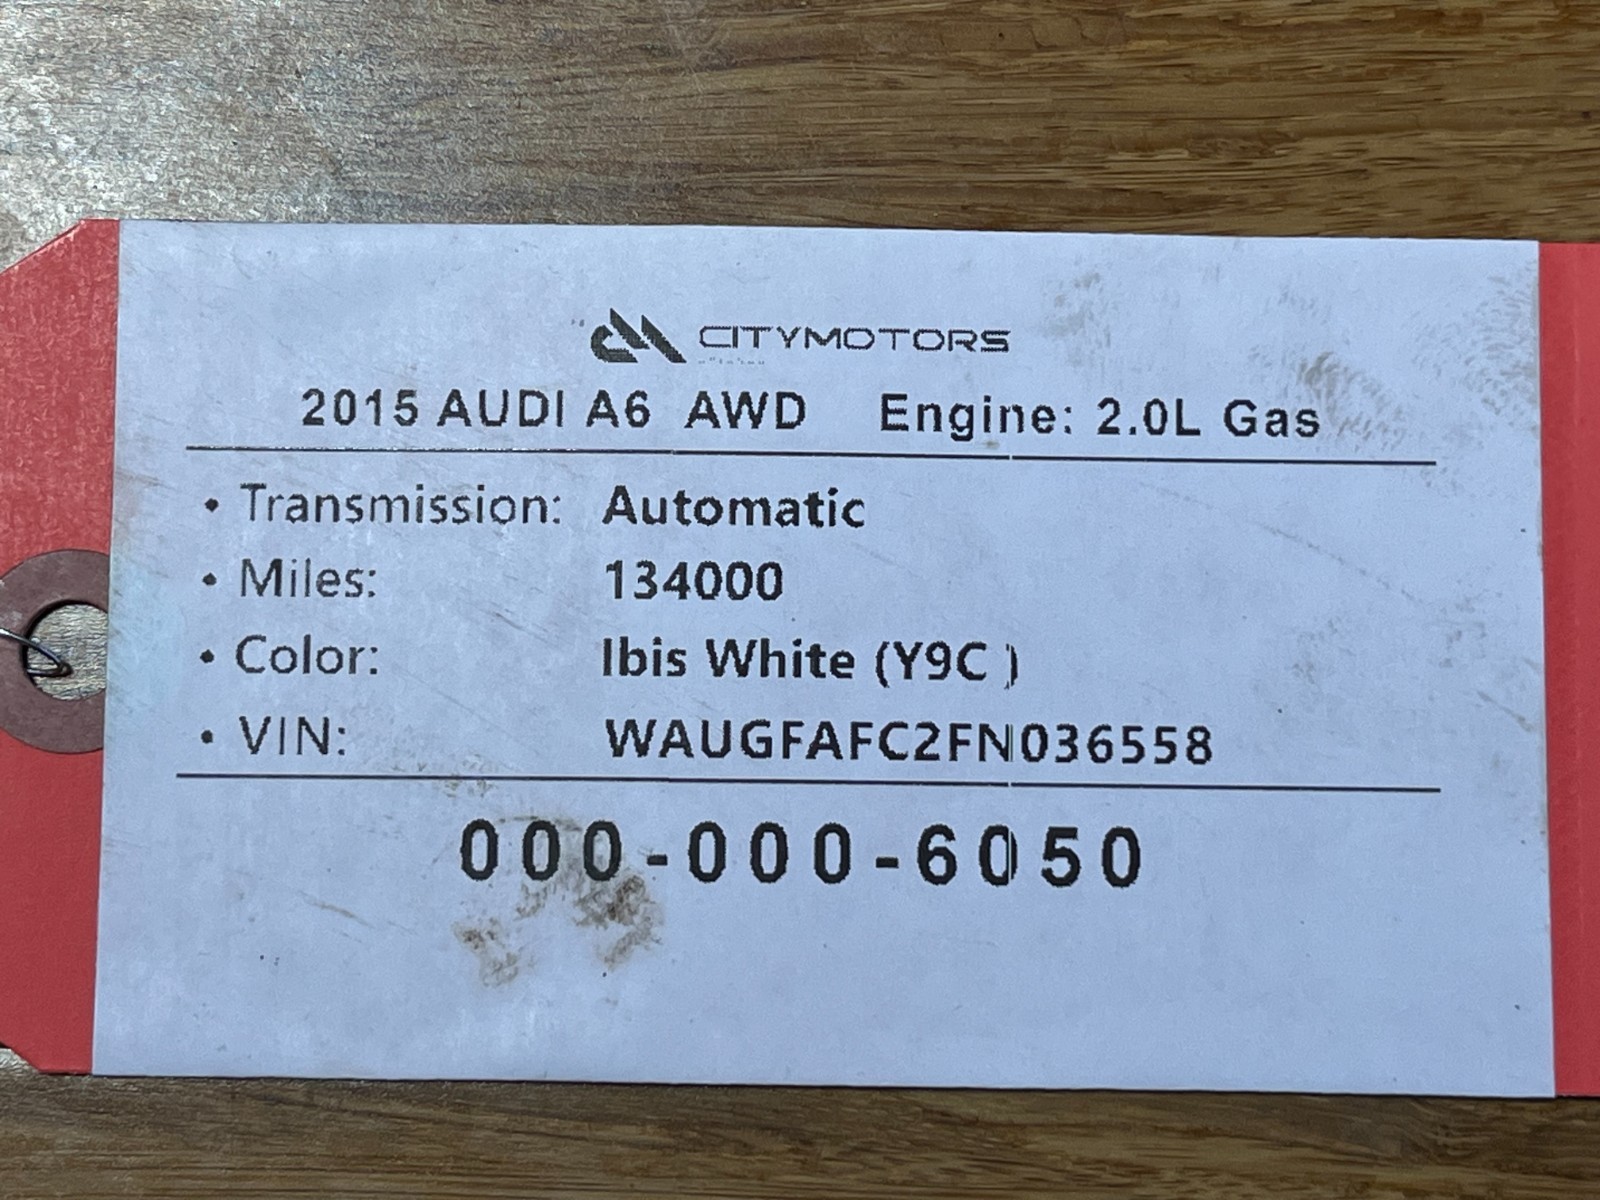 CITYMOTORS
2015 AUDI A6 AWD Engine: 2.0L Gas
• Transmission: Automatic
• Miles: 134000
• Color: Ibis White (Y9C )
• VIN: WAUGFAFC2FN036558
000-000-6050